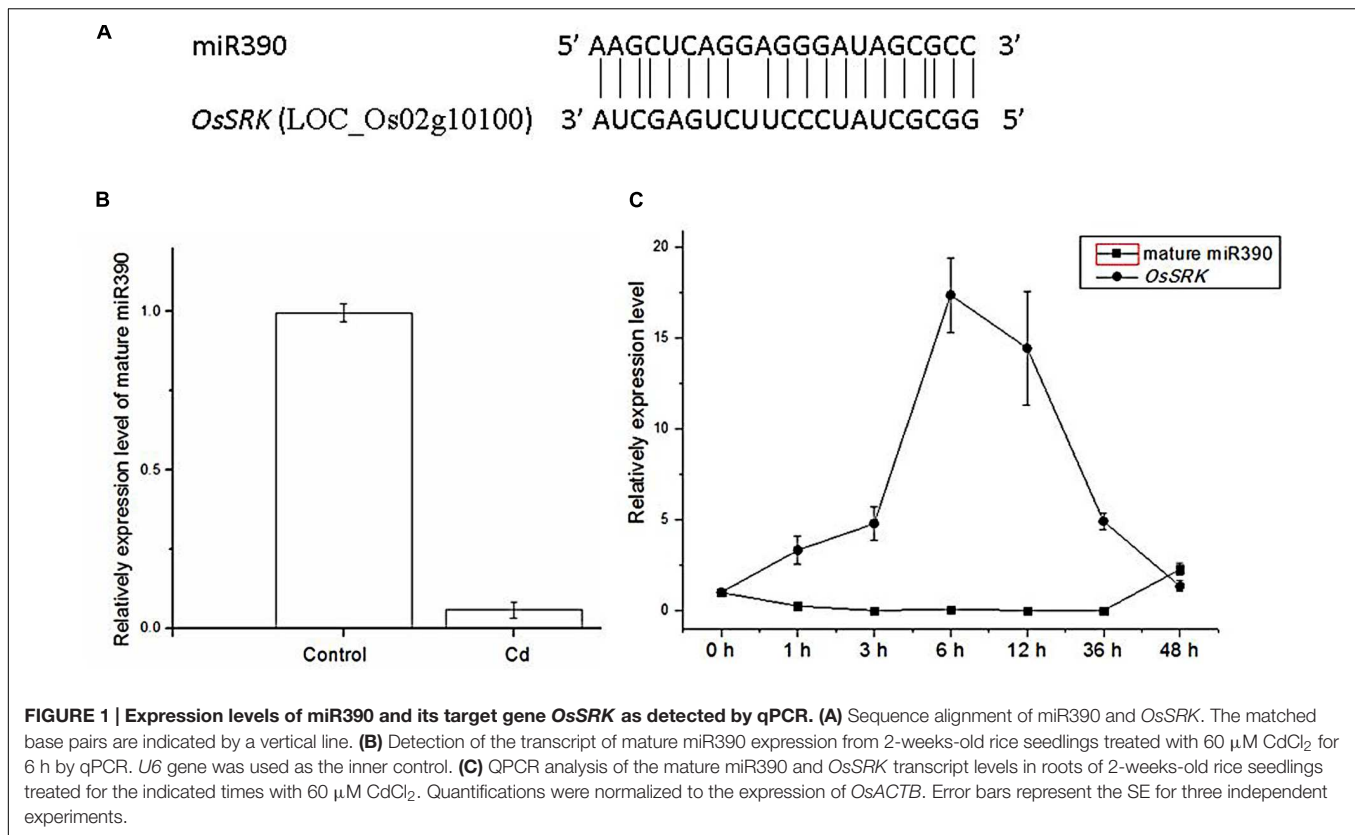 A
miR390 5′ AAGCUCAGGAGGGAUAGCGCC 3′
OsSRK (LOC_Os02g10100) 3′ AUCGAGUCUUCCCUAUCGCGG 5′
B
Relatively expression level of mature miR390
1.0
0.5
0.0
Control Cd
C
Relatively expression level
20
15
10
5
0
0 h 1 h 3 h 6 h 12 h 36 h 48 h
mature miR390
OsSRK
FIGURE 1 | Expression levels of miR390 and its target gene OsSRK as detected by qPCR. (A) Sequence alignment of miR390 and OsSRK. The matched
base pairs are indicated by a vertical line. (B) Detection of the transcript of mature miR390 expression from 2-weeks-old rice seedlings treated with 60 μM CdCl₂ for
6 h by qPCR. U6 gene was used as the inner control. (C) QPCR analysis of the mature miR390 and OsSRK transcript levels in roots of 2-weeks-old rice seedlings
treated for the indicated times with 60 μM CdCl₂. Quantifications were normalized to the expression of OsACTB. Error bars represent the SE for three independent
experiments.